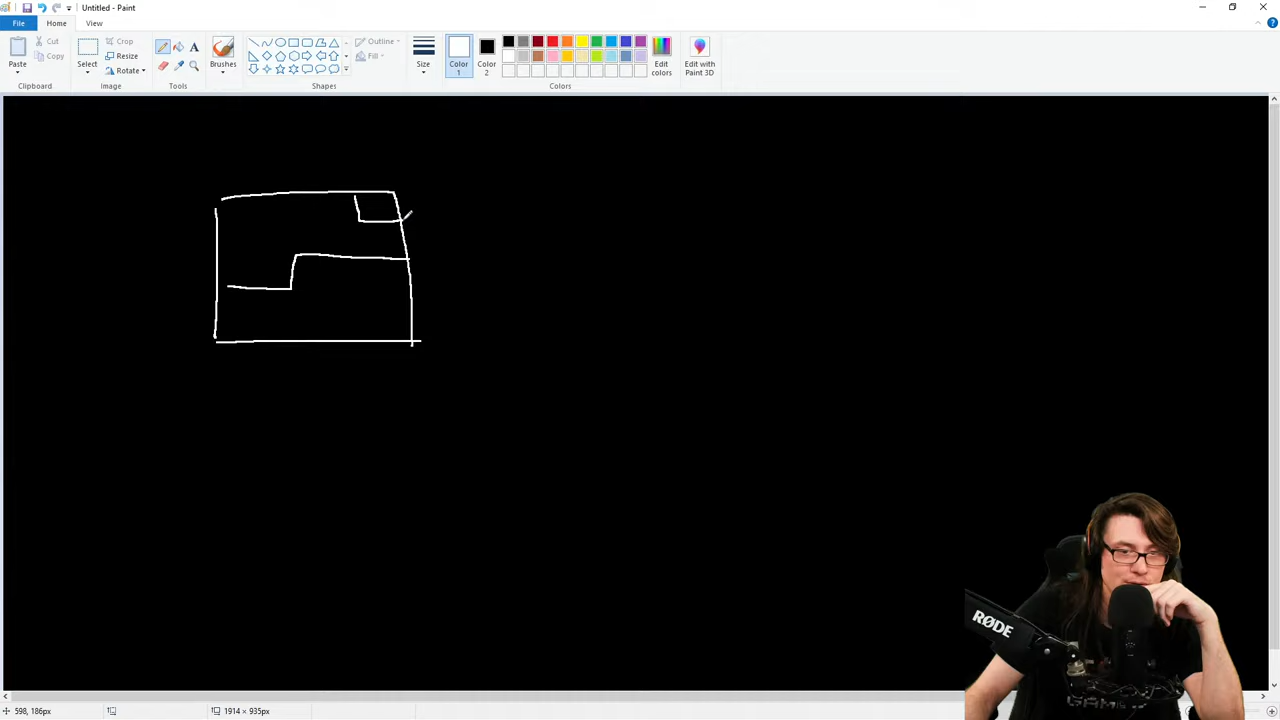 Untitled - Paint
File
Home
View
Paste
Cut
Copy
Clipboard
Select
Crop
Resize
Rotate
Image
Tools
Brushes
Outline
Fill
Shapes
Size
Color 1
Color 2
Edit colors
Colors
Edit with Paint 3D
RØDE
598, 186px
1914 × 935px